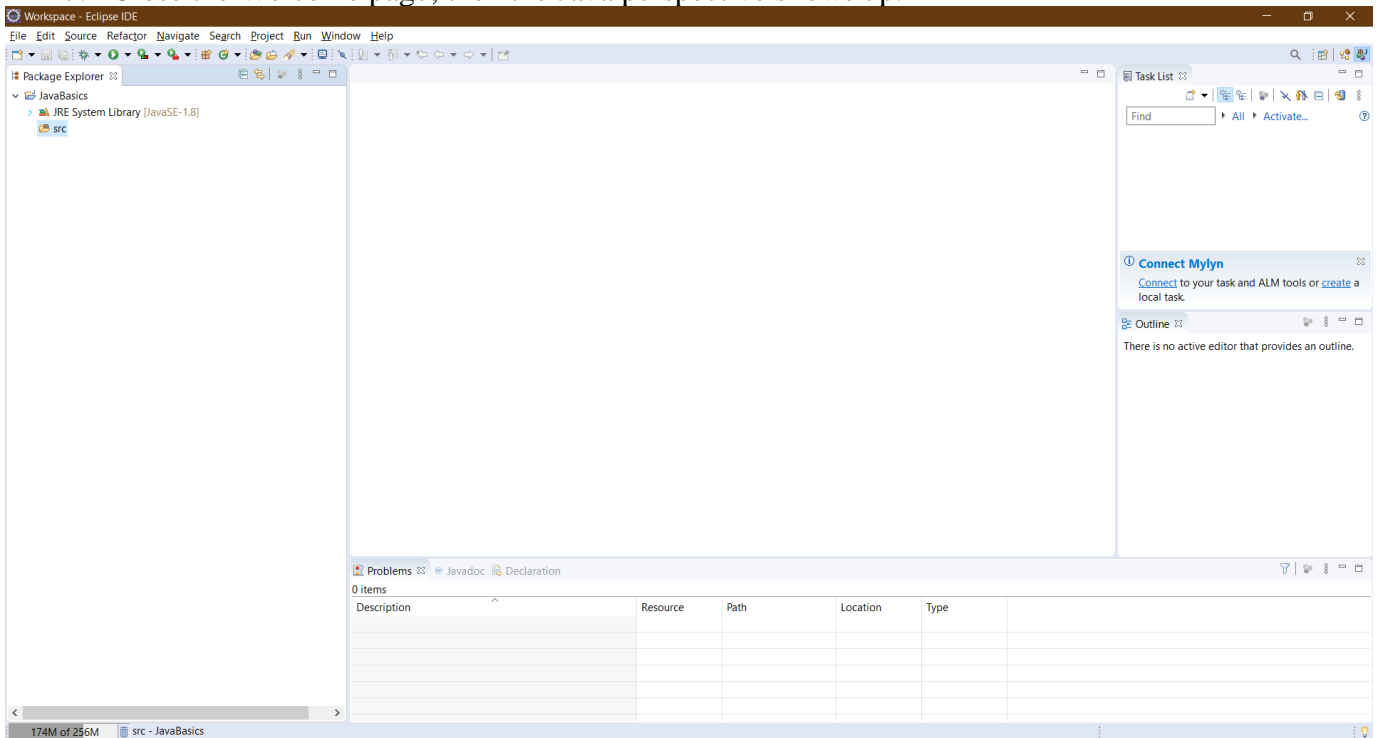 Workspace - Eclipse IDE
File Edit Source Refactor Navigate Search Project Run Window Help
Package Explorer
JavaBasics
JRE System Library [JavaSE-1.8]
src
Task List
Find All Activate...
Connect Mylyn
Connect to your task and ALM tools or create a
local task.
Outline
There is no active editor that provides an outline.
Problems Javadoc Declaration
0 items
Description Resource Path Location Type
174M of 256M src - JavaBasics